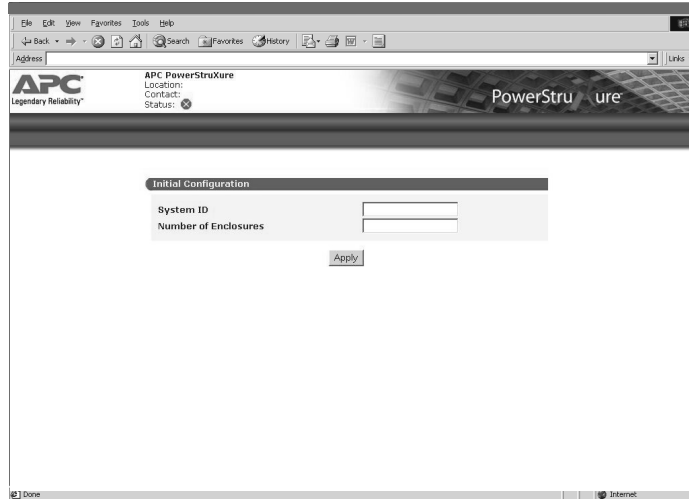 File Edit View Favorites Tools Help
Back Search Favorites History
Address Links
APC
Legendary Reliability™
APC PowerStruXure
Location:
Contact:
Status:
PowerStru ure
Initial Configuration
System ID
Number of Enclosures
Apply
Done Internet